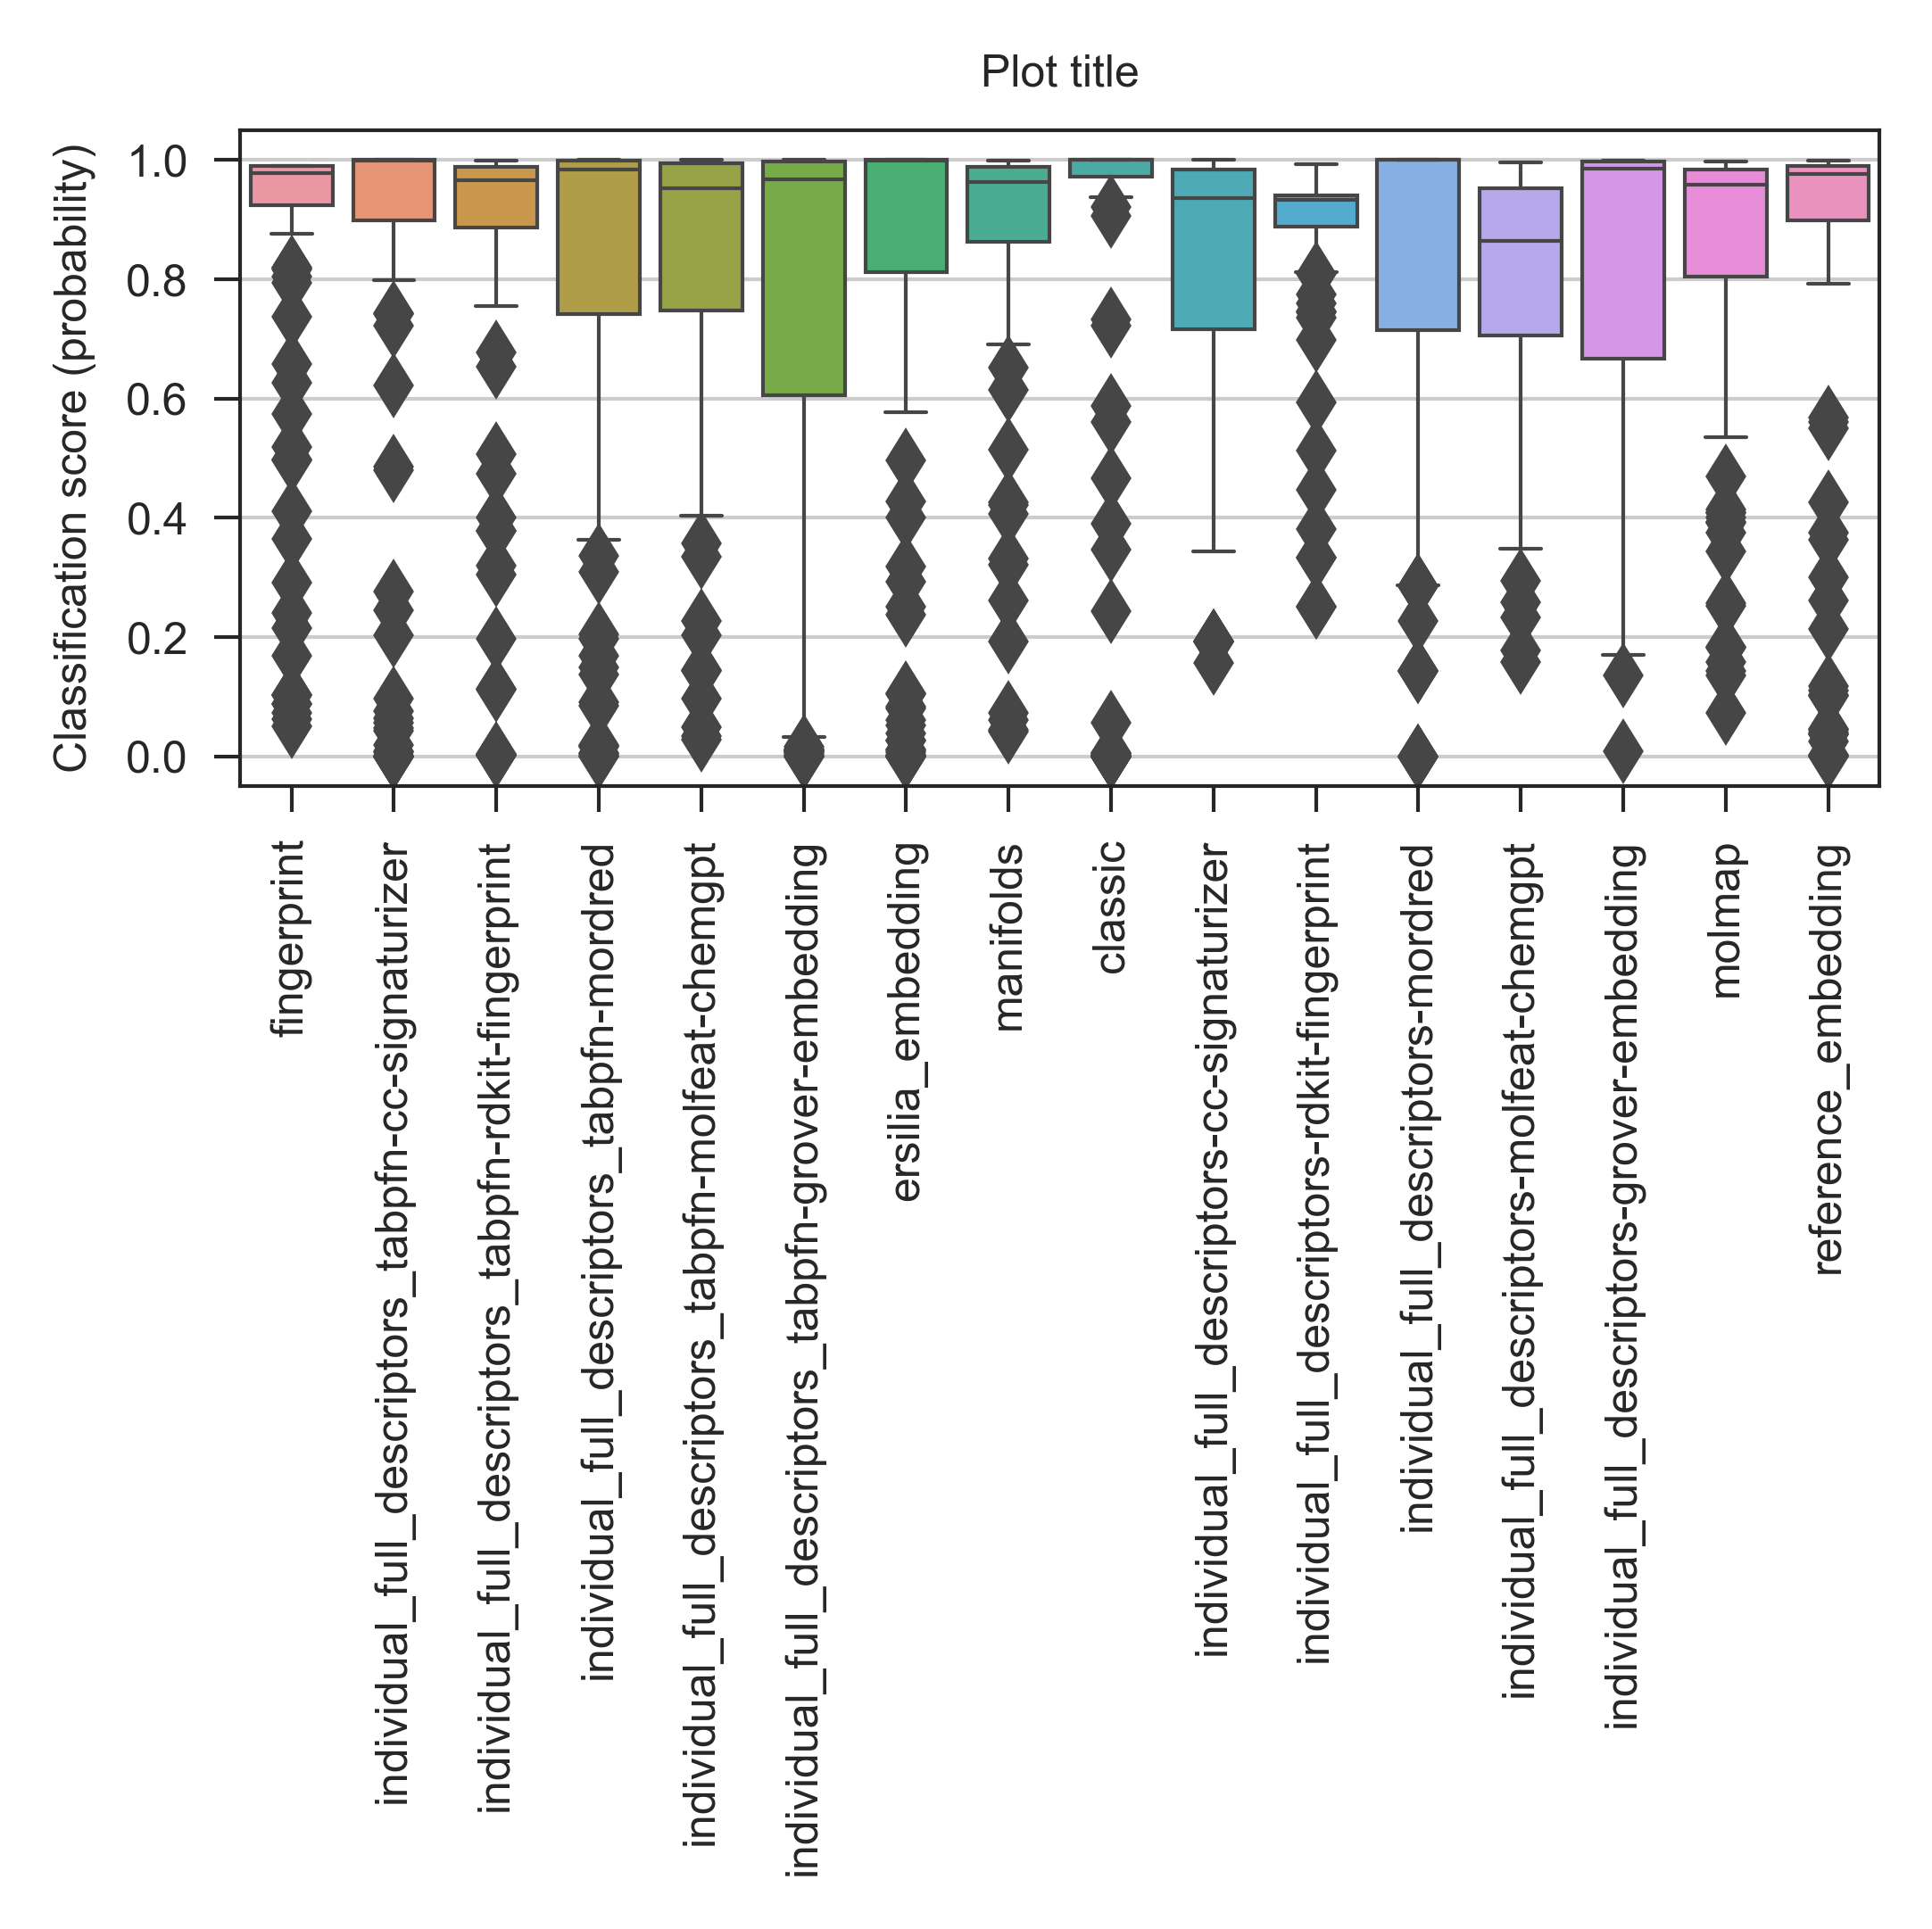 Plot title
Classification score (probability)
1.0
0.8
0.6
0.4
0.2
0.0
fingerprint
individual_full_descriptors_tabpfn-cc-signaturizer
individual_full_descriptors_tabpfn-rdkit-fingerprint
individual_full_descriptors_tabpfn-mordred
individual_full_descriptors_tabpfn-molfeat-chemgpt
individual_full_descriptors_tabpfn-grover-embedding
ersilia_embedding
manifolds
classic
individual_full_descriptors-cc-signaturizer
individual_full_descriptors-rdkit-fingerprint
individual_full_descriptors-mordred
individual_full_descriptors-molfeat-chemgpt
individual_full_descriptors-grover-embedding
molmap
reference_embedding